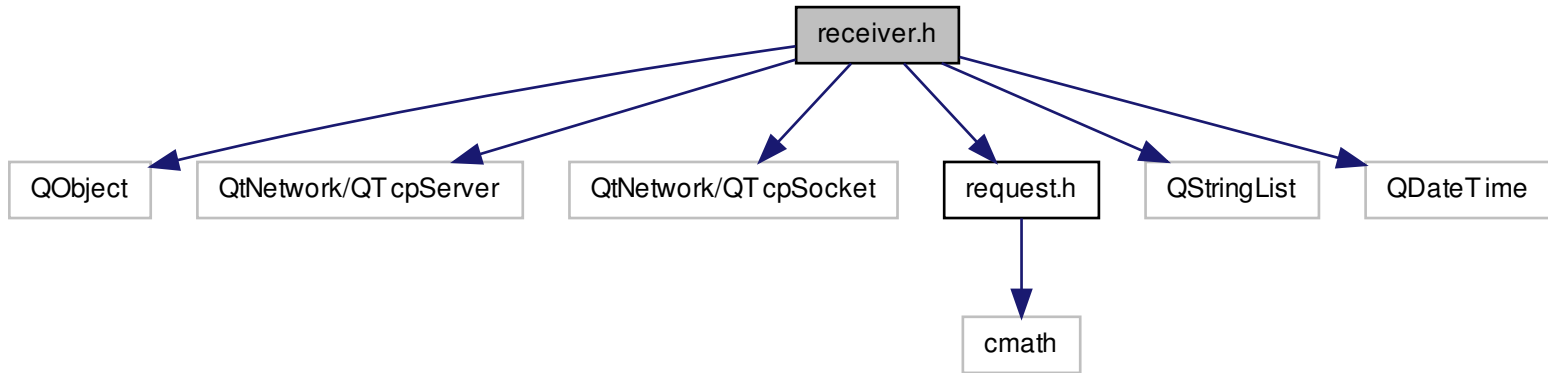 receiver.h
QObject
QtNetwork/QTcpServer
QtNetwork/QTcpSocket
request.h
QStringList
QDateTime
cmath